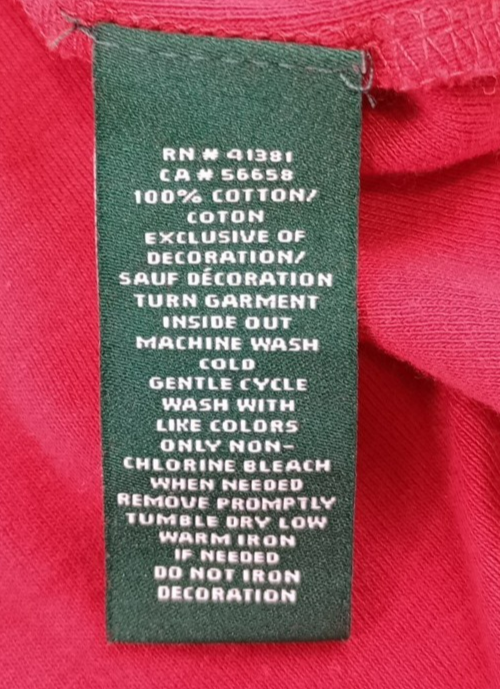 RN # 41381
CA # 56658
100% COTTON/
COTON
EXCLUSIVE OF
DECORATION/
SAUF DÉCORATION
TURN GARMENT
INSIDE OUT
MACHINE WASH
COLD
GENTLE CYCLE
WASH WITH
LIKE COLORS
ONLY NON-
CHLORINE BLEACH
WHEN NEEDED
REMOVE PROMPTLY
TUMBLE DRY LOW
WARM IRON
IF NEEDED
DO NOT IRON
DECORATION